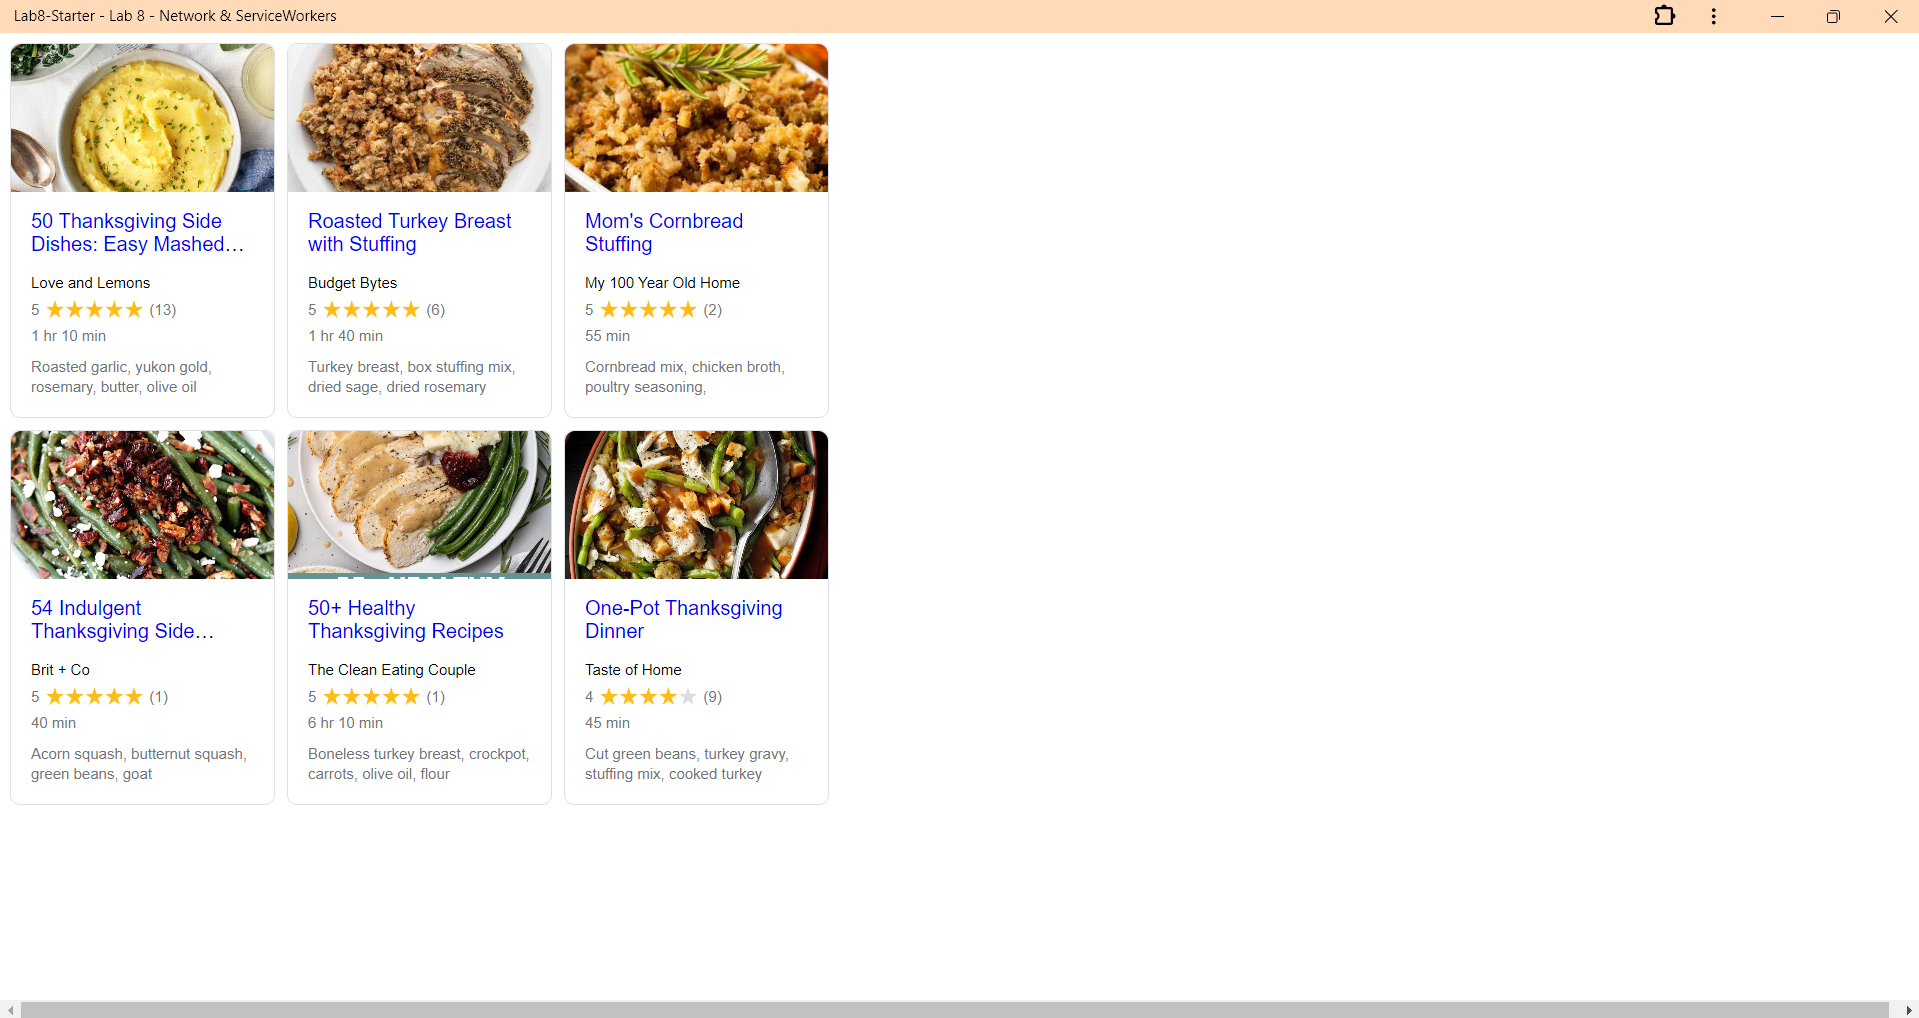 Lab8-Starter - Lab 8 - Network & ServiceWorkers
50 Thanksgiving Side
Dishes: Easy Mashed…
Love and Lemons
5 (13)
1 hr 10 min
Roasted garlic, yukon gold,
rosemary, butter, olive oil
Roasted Turkey Breast
with Stuffing
Budget Bytes
5 (6)
1 hr 40 min
Turkey breast, box stuffing mix,
dried sage, dried rosemary
Mom's Cornbread
Stuffing
My 100 Year Old Home
5 (2)
55 min
Cornbread mix, chicken broth,
poultry seasoning,
54 Indulgent
Thanksgiving Side…
Brit + Co
5 (1)
40 min
Acorn squash, butternut squash,
green beans, goat
50+ Healthy
Thanksgiving Recipes
The Clean Eating Couple
5 (1)
6 hr 10 min
Boneless turkey breast, crockpot,
carrots, olive oil, flour
One-Pot Thanksgiving
Dinner
Taste of Home
4 (9)
45 min
Cut green beans, turkey gravy,
stuffing mix, cooked turkey